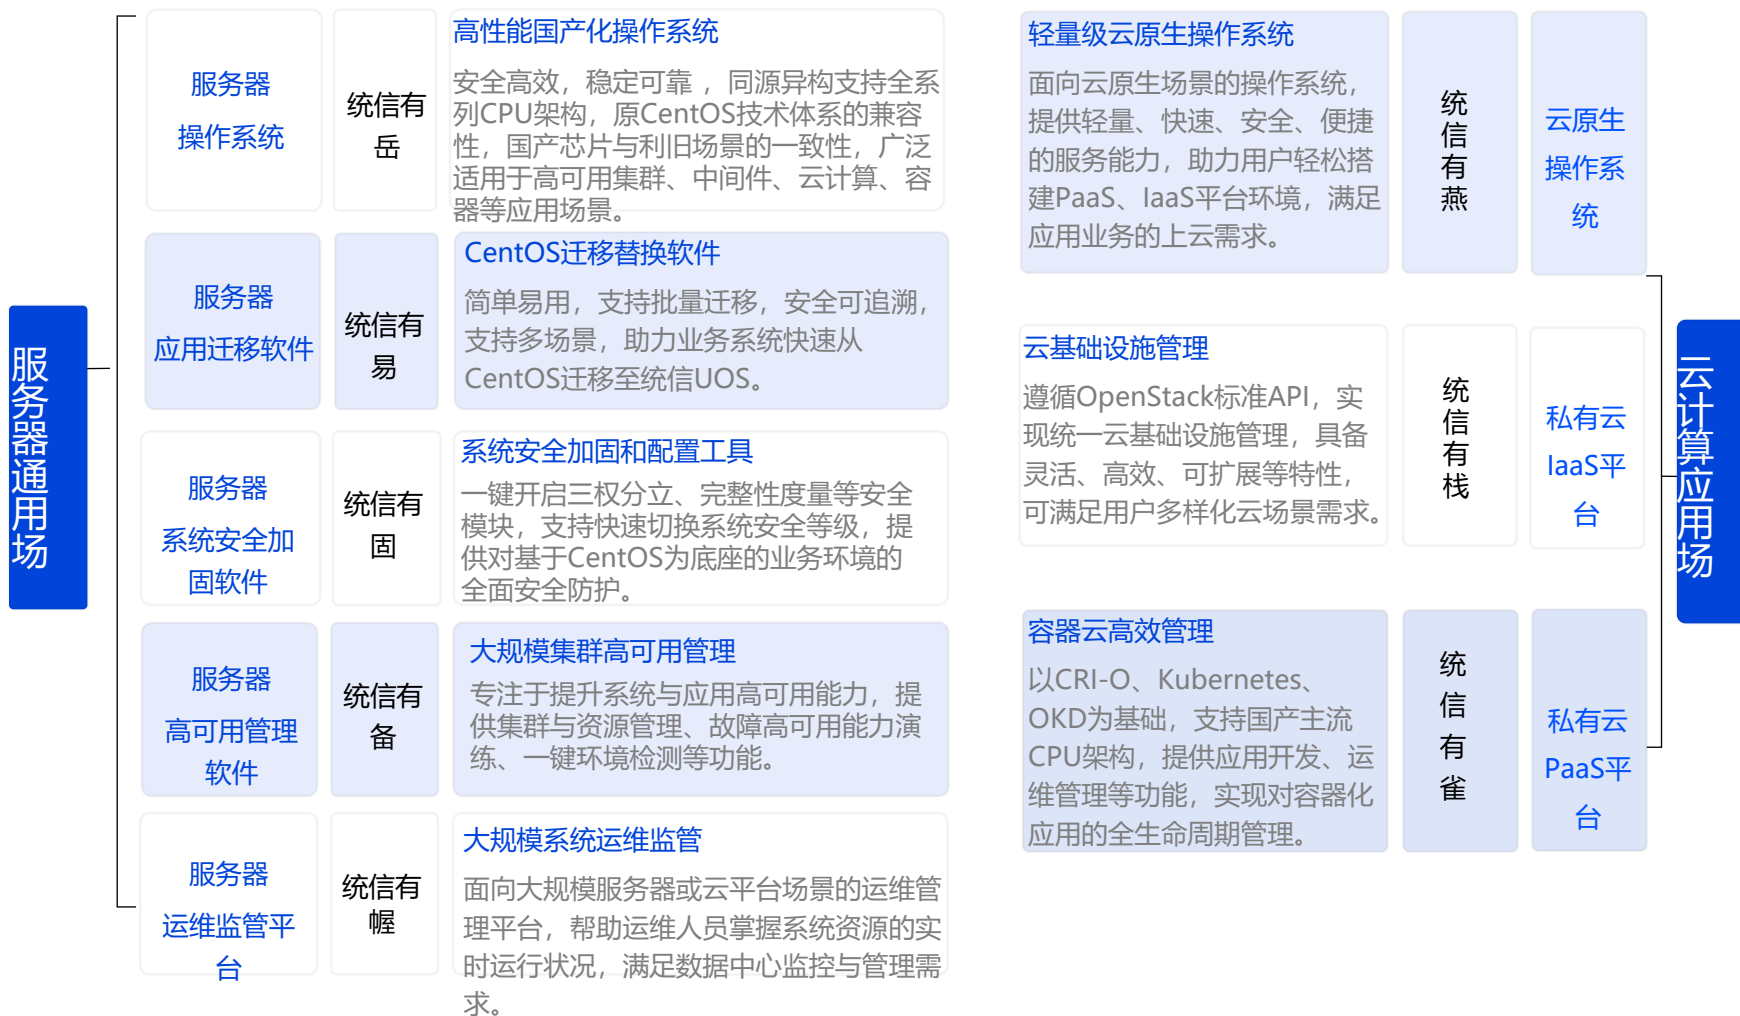 服务器通用场
服务器
操作系统
统信有
岳
高性能国产化操作系统
安全高效，稳定可靠 ，同源异构支持全系
列CPU架构，原CentOS技术体系的兼容
性，国产芯片与利旧场景的一致性，广泛
适用于高可用集群、中间件、云计算、容
器等应用场景。
服务器
应用迁移软件
统信有
易
CentOS迁移替换软件
简单易用，支持批量迁移，安全可追溯，
支持多场景，助力业务系统快速从
CentOS迁移至统信UOS。
服务器
系统安全加
固软件
统信有
固
系统安全加固和配置工具
一键开启三权分立、完整性度量等安全
模块，支持快速切换系统安全等级，提
供对基于CentOS为底座的业务环境的
全面安全防护。
服务器
高可用管理
软件
统信有
备
大规模集群高可用管理
专注于提升系统与应用高可用能力，提
供集群与资源管理、故障高可用能力演
练、一键环境检测等功能。
服务器
运维监管平
台
统信有
幄
大规模系统运维监管
面向大规模服务器或云平台场景的运维管
理平台，帮助运维人员掌握系统资源的实
时运行状况，满足数据中心监控与管理需
求。
轻量级云原生操作系统
面向云原生场景的操作系统，
提供轻量、快速、安全、便捷
的服务能力，助力用户轻松搭
建PaaS、IaaS平台环境，满足
应用业务的上云需求。
统信有燕
云原生
操作系
统
云基础设施管理
遵循OpenStack标准API，实
现统一云基础设施管理，具备
灵活、高效、可扩展等特性，
可满足用户多样化云场景需求。
统信有栈
私有云
IaaS平
台
容器云高效管理
以CRI-O、Kubernetes、
OKD为基础，支持国产主流
CPU架构，提供应用开发、运
维管理等功能，实现对容器化
应用的全生命周期管理。
统信有雀
私有云
PaaS平
台
云计算应用场